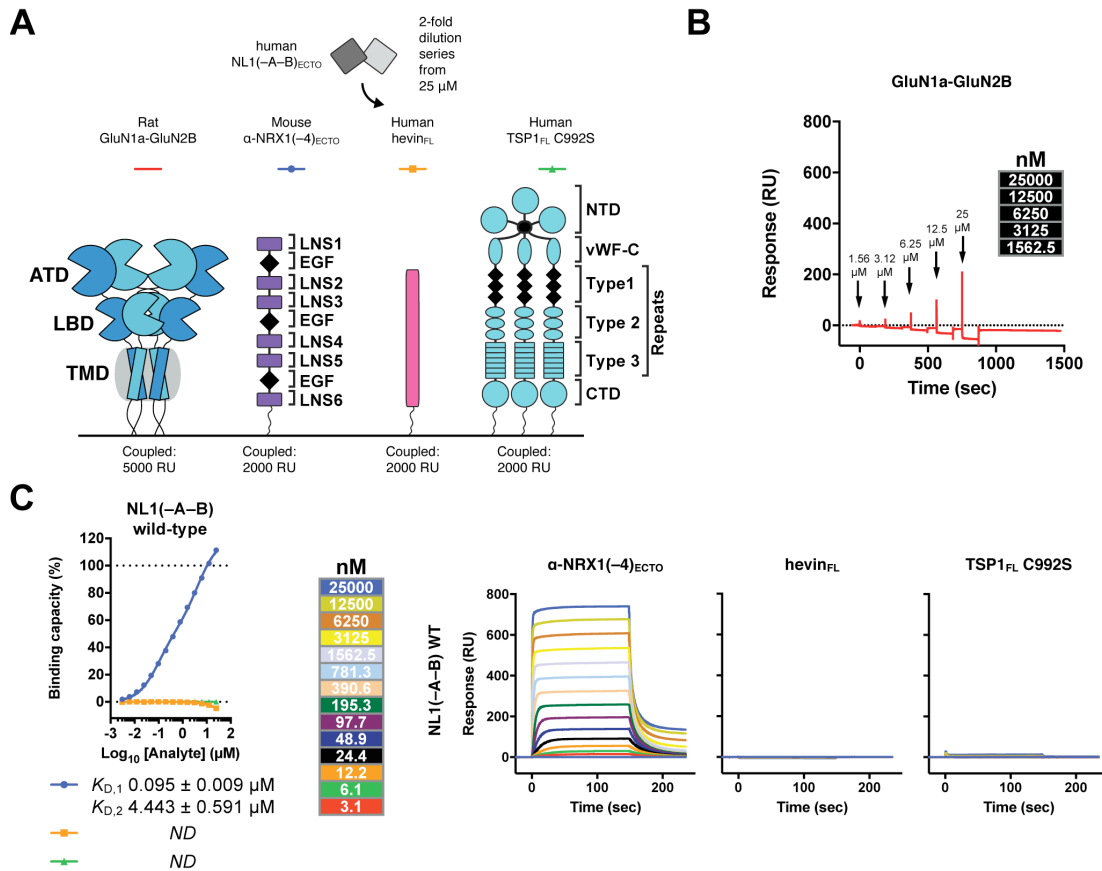 A
human
NL1(–A–B)ECTO
2-fold
dilution
series
from
25 μM
Rat
GluN1a-GluN2B
Mouse
α-NRX1(–4)ECTO
Human
hevinFL
Human
TSP1FL C992S
ATD
LBD
TMD
LNS1
EGF
LNS2
LNS3
EGF
LNS4
LNS5
EGF
LNS6
NTD
vWF-C
Type1
Type 2
Type 3
CTD
Repeats
Coupled:
5000 RU
Coupled:
2000 RU
Coupled:
2000 RU
Coupled:
2000 RU
B
GluN1a-GluN2B
Response (RU)
800
600
400
200
0
0
500
1000
1500
Time (sec)
1.56
μM
3.12
μM
6.25
μM
12.5
μM
25
μM
nM
25000
12500
6250
3125
1562.5
C
NL1(–A–B)
wild-type
Binding capacity (%)
120
100
80
60
40
20
0
-4
-2
0
2
Log10 [Analyte] (μM)
KD,1 0.095 ± 0.009 μM
KD,2 4.443 ± 0.591 μM
ND
ND
nM
25000
12500
6250
3125
1562.5
781.3
390.6
195.3
97.7
48.9
24.4
12.2
6.1
3.1
NL1(–A–B) WT
Response (RU)
α-NRX1(–4)ECTO
800
600
400
200
0
0
100
200
Time (sec)
hevinFL
0
100
200
Time (sec)
TSP1FL C992S
0
100
200
Time (sec)